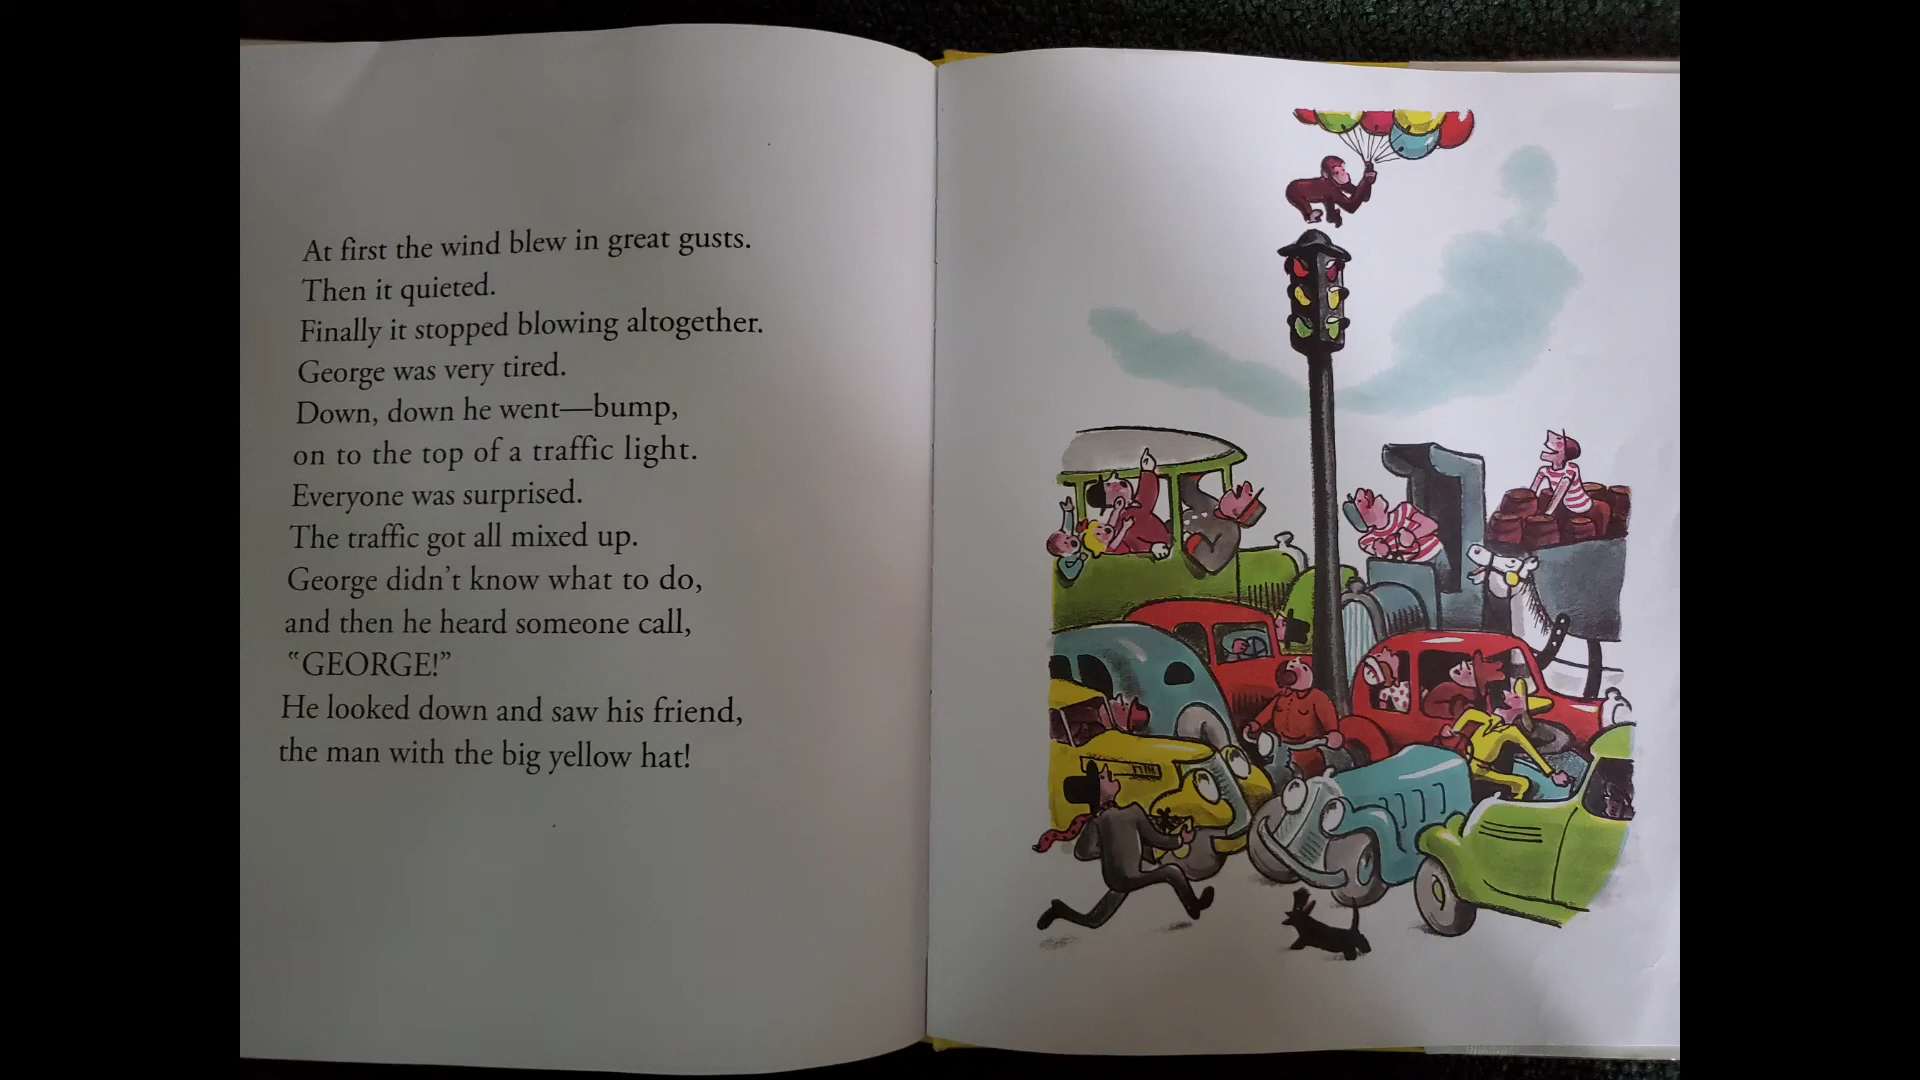 At first the wind blew in great gusts.
Then it quieted.
Finally it stopped blowing altogether.
George was very tired.
Down, down he went—bump,
on to the top of a traffic light.
Everyone was surprised.
The traffic got all mixed up.
George didn't know what to do,
and then he heard someone call,
"GEORGE!"
He looked down and saw his friend,
the man with the big yellow hat!